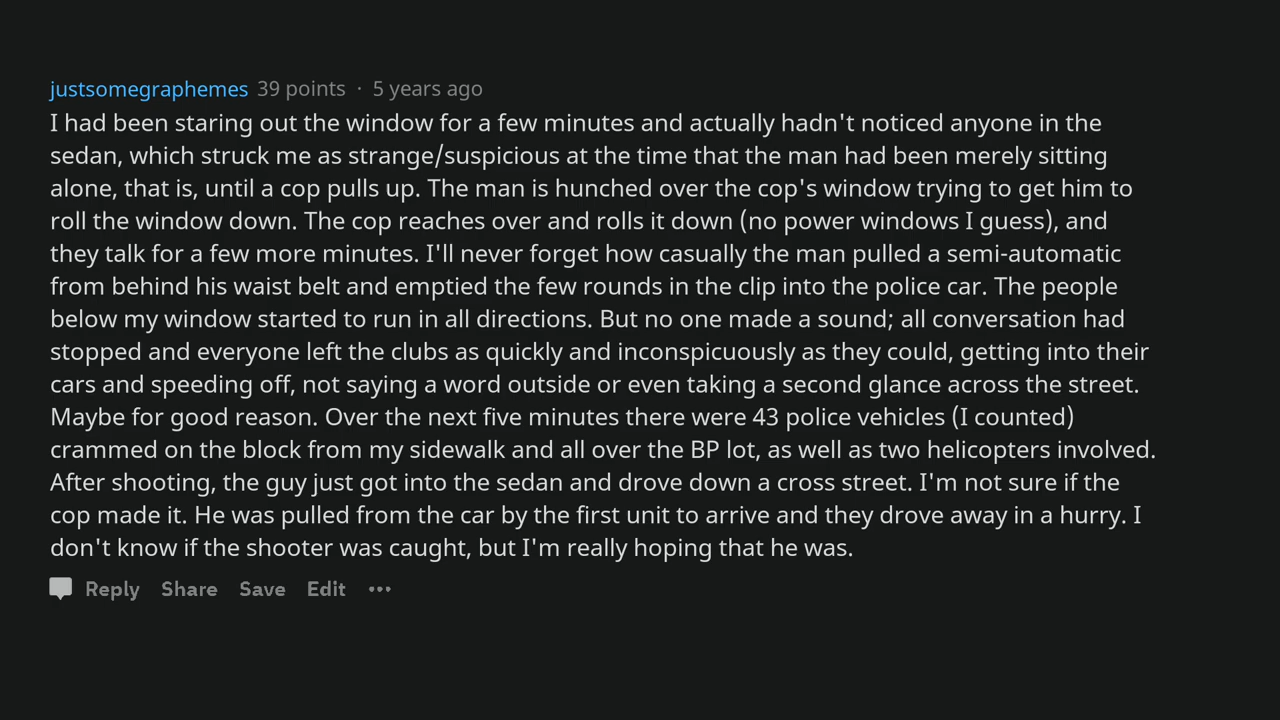 justsomegraphemes 39 points · 5 years ago
I had been staring out the window for a few minutes and actually hadn't noticed anyone in the
sedan, which struck me as strange/suspicious at the time that the man had been merely sitting
alone, that is, until a cop pulls up. The man is hunched over the cop's window trying to get him to
roll the window down. The cop reaches over and rolls it down (no power windows I guess), and
they talk for a few more minutes. I'll never forget how casually the man pulled a semi-automatic
from behind his waist belt and emptied the few rounds in the clip into the police car. The people
below my window started to run in all directions. But no one made a sound; all conversation had
stopped and everyone left the clubs as quickly and inconspicuously as they could, getting into their
cars and speeding off, not saying a word outside or even taking a second glance across the street.
Maybe for good reason. Over the next five minutes there were 43 police vehicles (I counted)
crammed on the block from my sidewalk and all over the BP lot, as well as two helicopters involved.
After shooting, the guy just got into the sedan and drove down a cross street. I'm not sure if the
cop made it. He was pulled from the car by the first unit to arrive and they drove away in a hurry. I
don't know if the shooter was caught, but I'm really hoping that he was.
Reply Share Save Edit •••